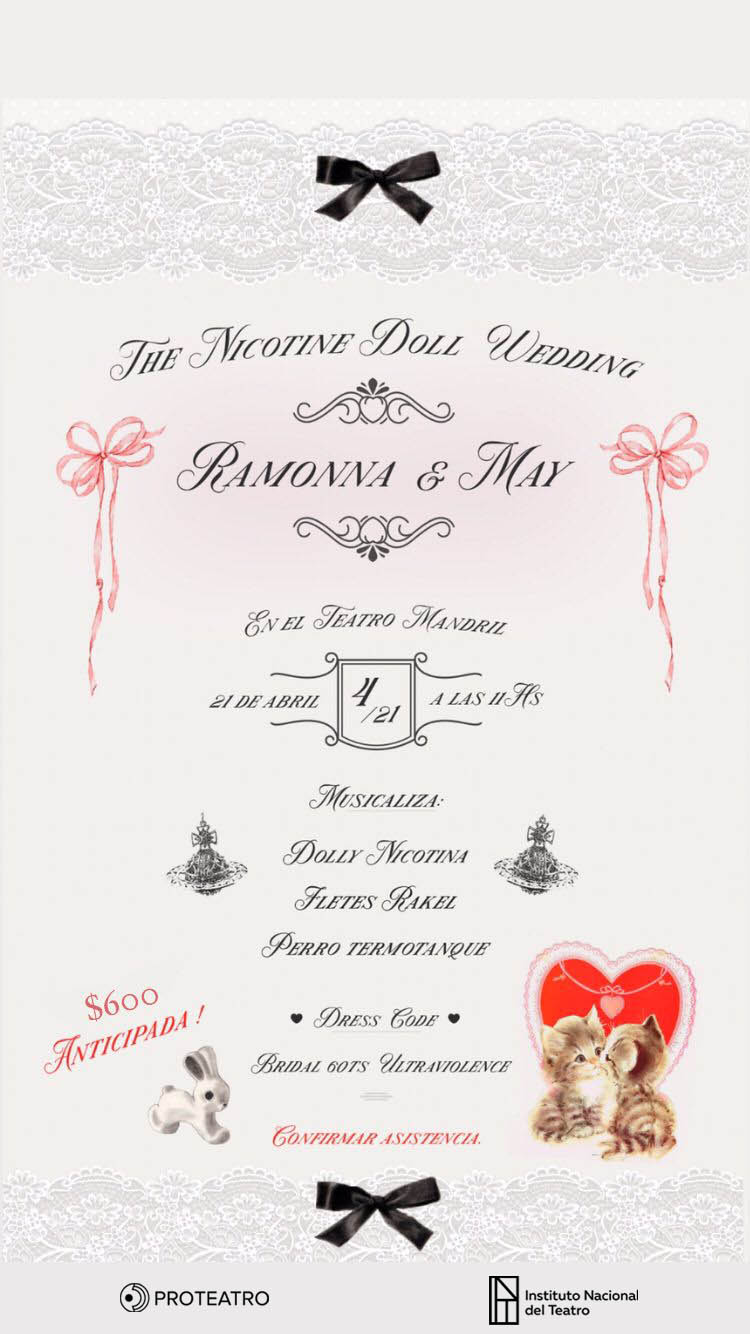 The Nicotine Doll Wedding
Ramonna & May
En el Teatro Mandril
21 de abril
4/21
a las 11Hs
Musicaliza:
Dolly Nicotina
Fletes Rakel
Perro termotanque
$600
Anticipada !
Dress Code
Bridal 60ts Ultraviolence
Confirmar asistencia.
PROTEATRO
Instituto Nacional
del Teatro